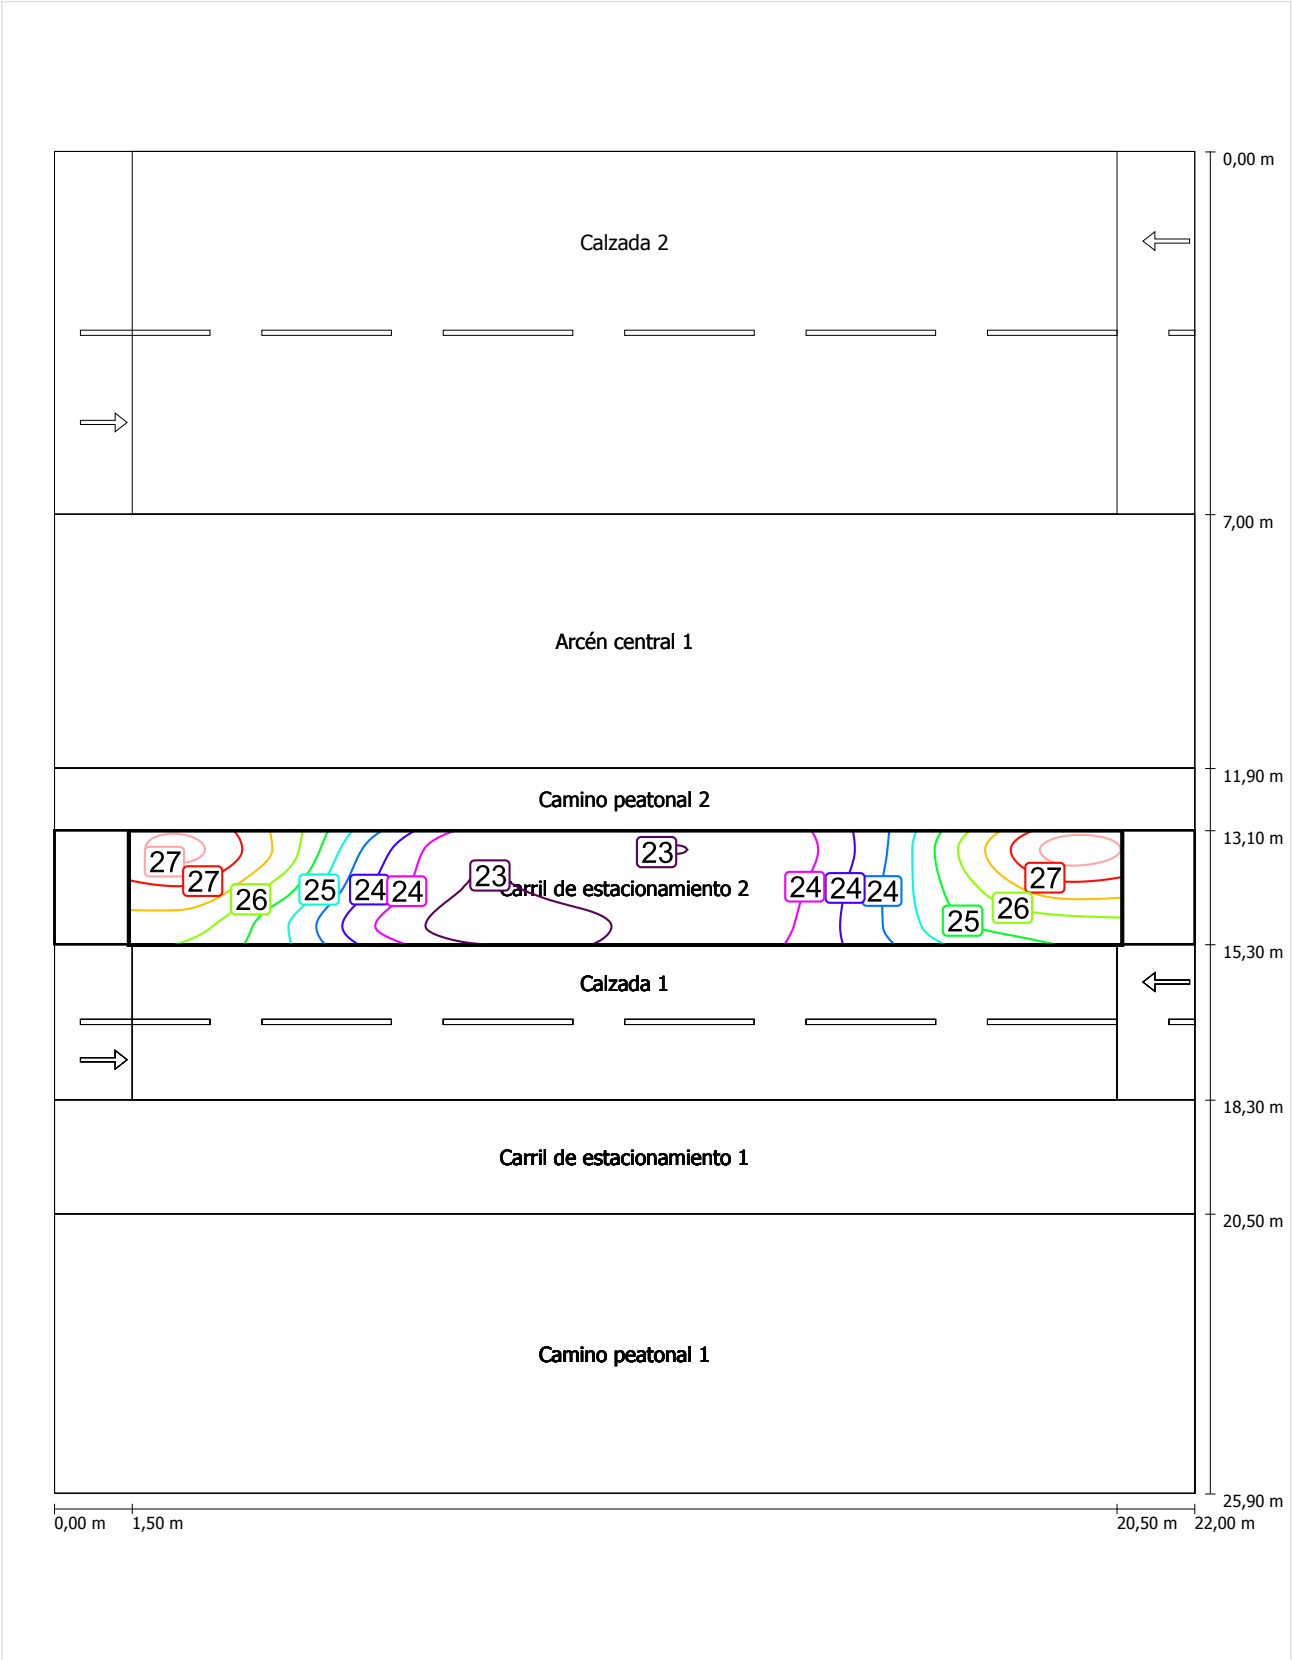 0,00 m
Calzada 2
7,00 m
Arcén central 1
11,90 m
Camino peatonal 2
13,10 m
27
27
26
25
24
24
23
23
Carril de estacionamiento 2
24
24
24
25
26
27
15,30 m
Calzada 1
18,30 m
Carril de estacionamiento 1
20,50 m
Camino peatonal 1
25,90 m
0,00 m
1,50 m
20,50 m
22,00 m